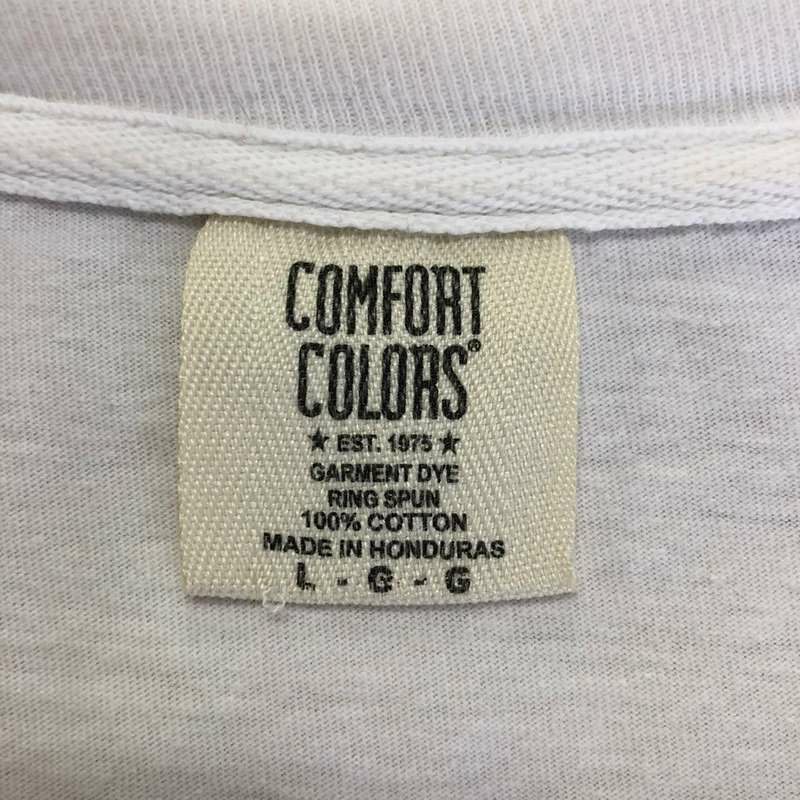 COMFORT
COLORS®
★ EST. 1975 ★
GARMENT DYE
RING SPUN
100% COTTON
MADE IN HONDURAS
L - G - G